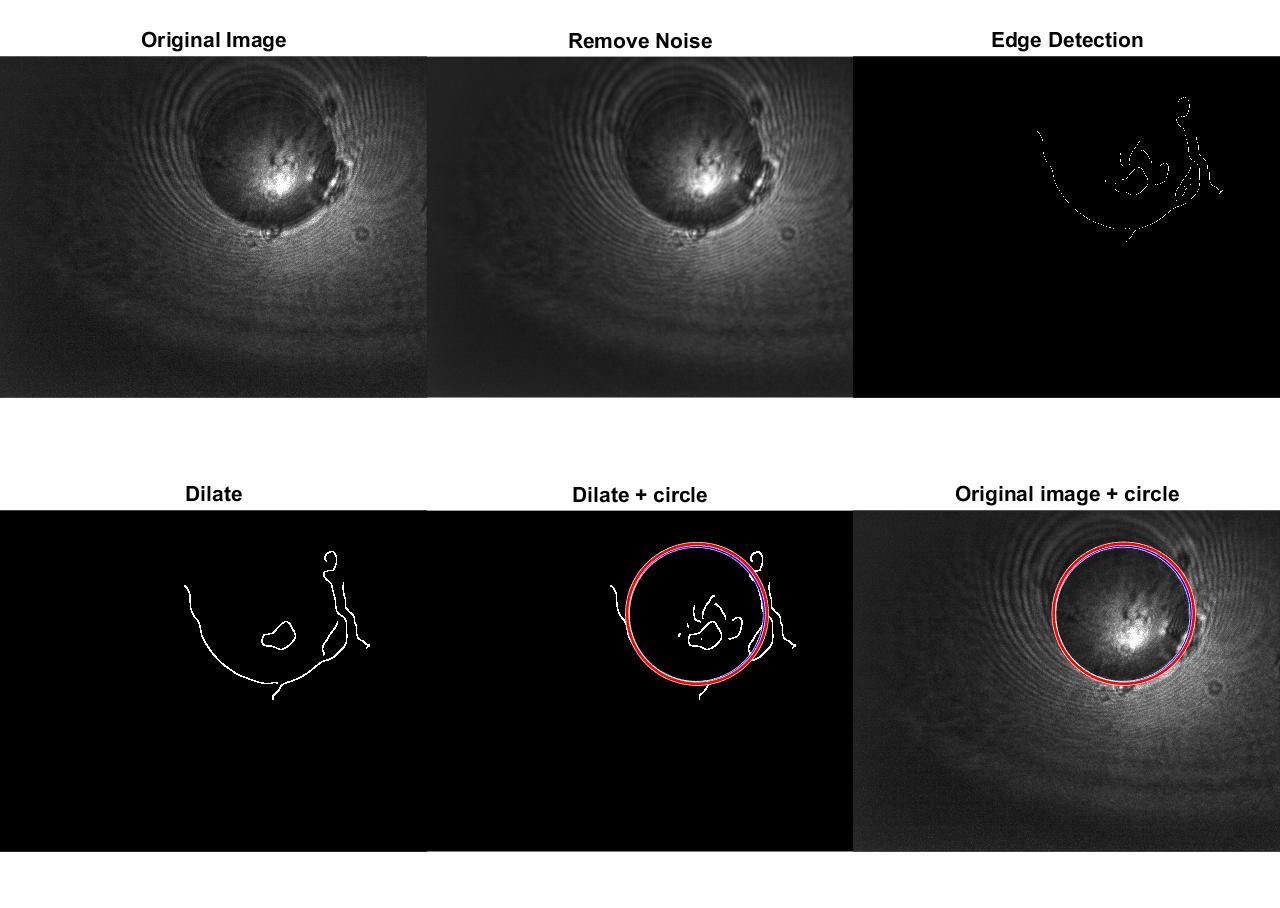 Original Image
Remove Noise
Edge Detection
Dilate
Dilate + circle
Original image + circle